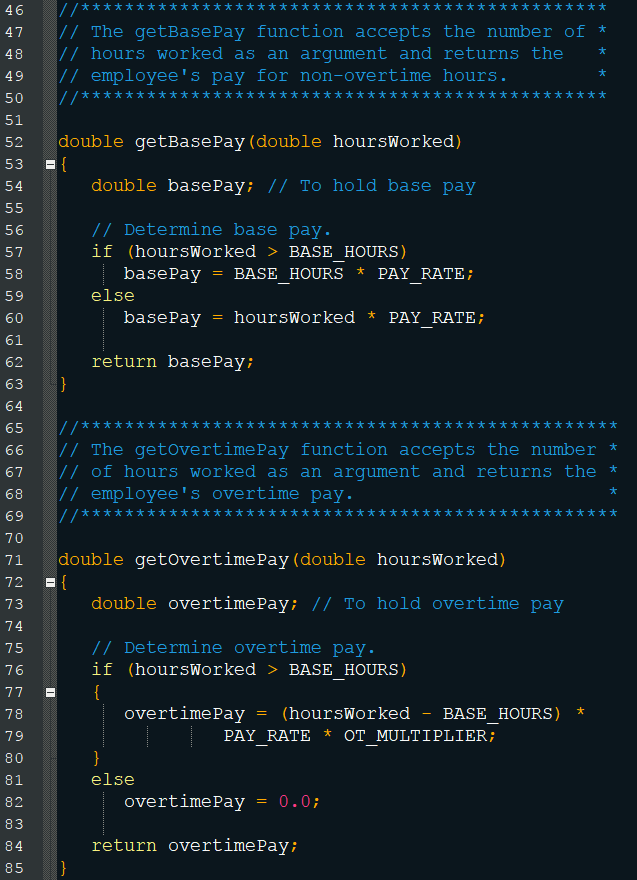 46 //************************************************
47 // The getBasePay function accepts the number of *
48 // hours worked as an argument and returns the   *
49 // employee's pay for non-overtime hours.        *
50 //************************************************
51
52 double getBasePay(double hoursWorked)
53 {
54    double basePay; // To hold base pay
55
56    // Determine base pay.
57    if (hoursWorked > BASE_HOURS)
58       basePay = BASE_HOURS * PAY_RATE;
59    else
60       basePay = hoursWorked * PAY_RATE;
61
62    return basePay;
63 }
64
65 //*************************************************
66 // The getOvertimePay function accepts the number *
67 // of hours worked as an argument and returns the *
68 // employee's overtime pay.                       *
69 //*************************************************
70
71 double getOvertimePay(double hoursWorked)
72 {
73    double overtimePay; // To hold overtime pay
74
75    // Determine overtime pay.
76    if (hoursWorked > BASE_HOURS)
77    {
78       overtimePay = (hoursWorked - BASE_HOURS) *
79                PAY_RATE * OT_MULTIPLIER;
80    }
81    else
82       overtimePay = 0.0;
83
84    return overtimePay;
85 }